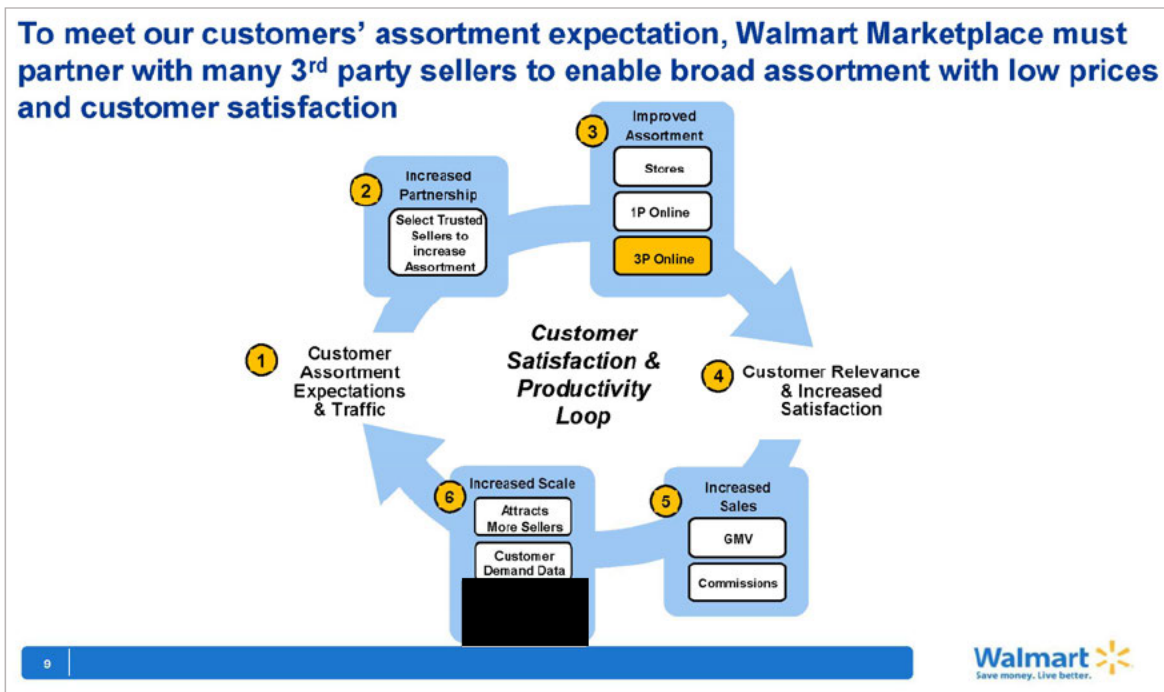 To meet our customers’ assortment expectation, Walmart Marketplace must
partner with many 3rd party sellers to enable broad assortment with low prices
and customer satisfaction
1
Customer
Assortment
Expectations
& Traffic
2
Increased
Partnership
Select Trusted
Sellers to
increase
Assortment
3
Improved
Assortment
Stores
1P Online
3P Online
Customer
Satisfaction &
Productivity
Loop
4
Customer Relevance
& Increased
Satisfaction
5
Increased
Sales
GMV
Commissions
6
Increased Scale
Attracts
More Sellers
Customer
Demand Data
9
Walmart
Save money. Live better.